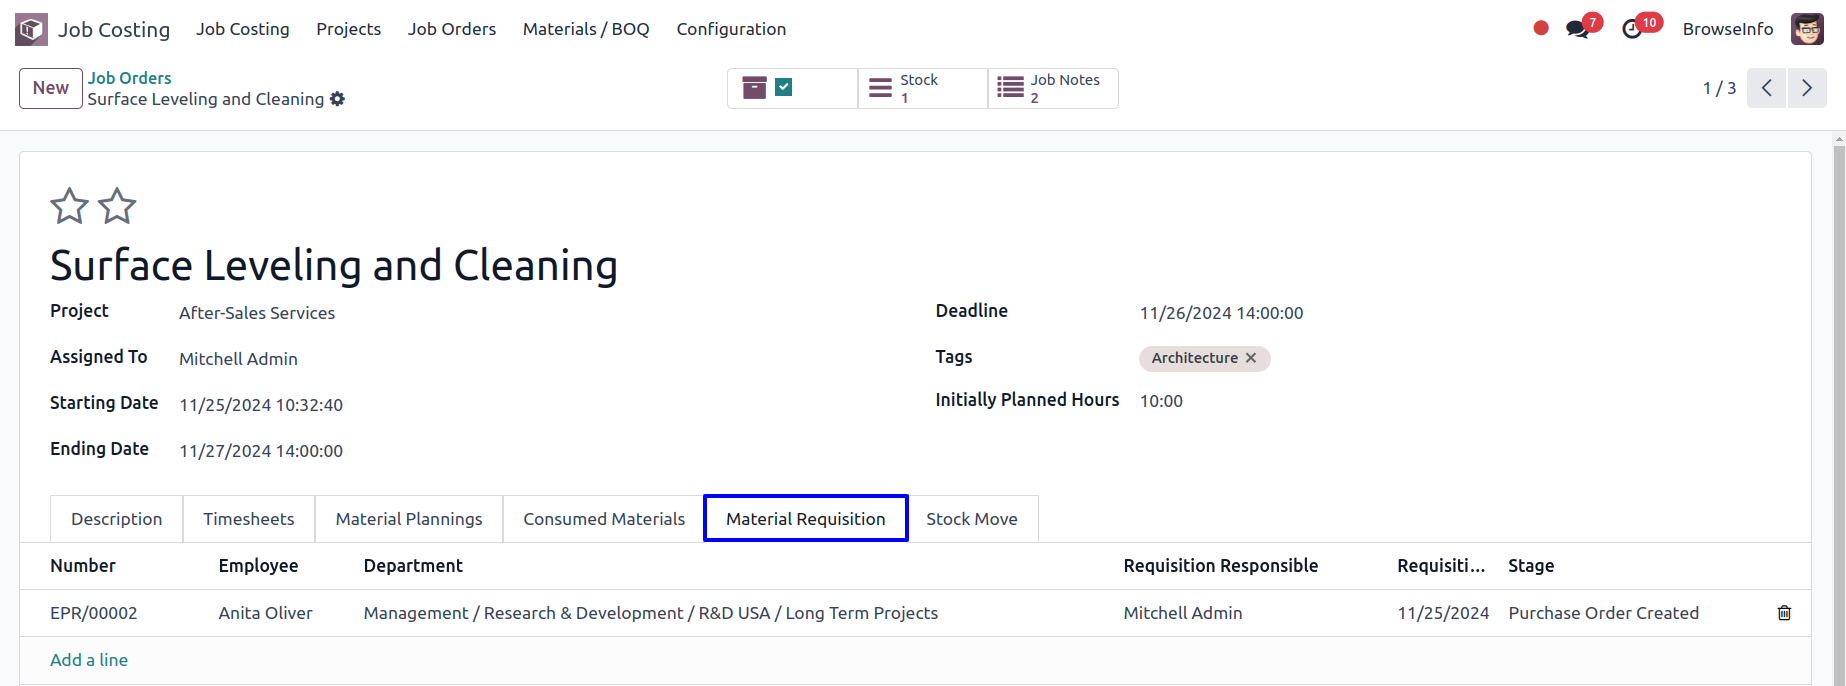 Job Costing Job Costing Projects Job Orders Materials / BOQ Configuration 7 10 BrowseInfo
New Job Orders Stock Job Notes
Surface Leveling and Cleaning 1 2 1 / 3
Surface Leveling and Cleaning
Project After-Sales Services Deadline 11/26/2024 14:00:00
Assigned To Mitchell Admin Tags Architecture ✕
Starting Date 11/25/2024 10:32:40 Initially Planned Hours 10:00
Ending Date 11/27/2024 14:00:00
Description Timesheets Material Plannings Consumed Materials Material Requisition Stock Move
Number Employee Department Requisition Responsible Requisiti... Stage
EPR/00002 Anita Oliver Management / Research & Development / R&D USA / Long Term Projects Mitchell Admin 11/25/2024 Purchase Order Created
Add a line